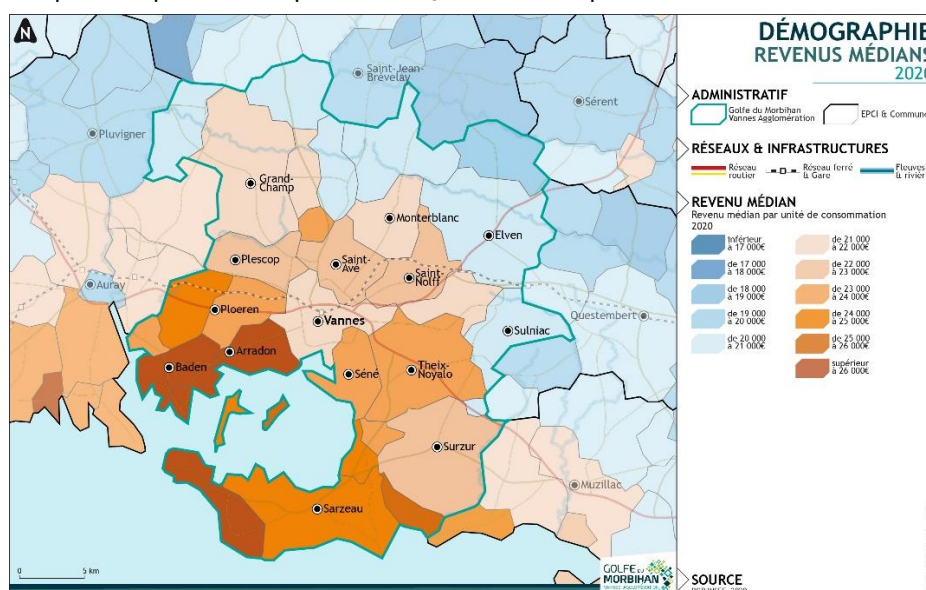 N
DÉMOGRAPHIE
REVENUS MÉDIANS
2020
ADMINISTRATIF
Golfe du Morbihan
Vannes Agglomération
EPCI & Commune
RÉSEAUX & INFRASTRUCTURES
Réseau
routier
Réseau ferré
& Gare
Fleuves
& rivièr
REVENU MÉDIAN
Revenu médian par unité de consommation
2020
inférieur
à 17 000€
de 17 000
à 18 000€
de 18 000
à 19 000€
de 19 000
à 20 000€
de 20 000
à 21 000€
de 21 000
à 22 000€
de 22 000
à 23 000€
de 23 000
à 24 000€
de 24 000
à 25 000€
de 25 000
à 26 000€
supérieur
à 26 000€
Saint-Jean-
Brévelay
Sérent
Pluvigner
Grand-
Champ
Monterblanc
Elven
Plescop
Saint-
Avé
Saint-
Nolff
Auray
Ploeren
Vannes
Sulniac
Questembert
Arradon
Baden
Séné
Theix-
Noyalo
Surzur
Muzillac
Sarzeau
0
5 km
GOLFE DU
MORBIHAN
VANNES AGGLOMÉRATION
SOURCE